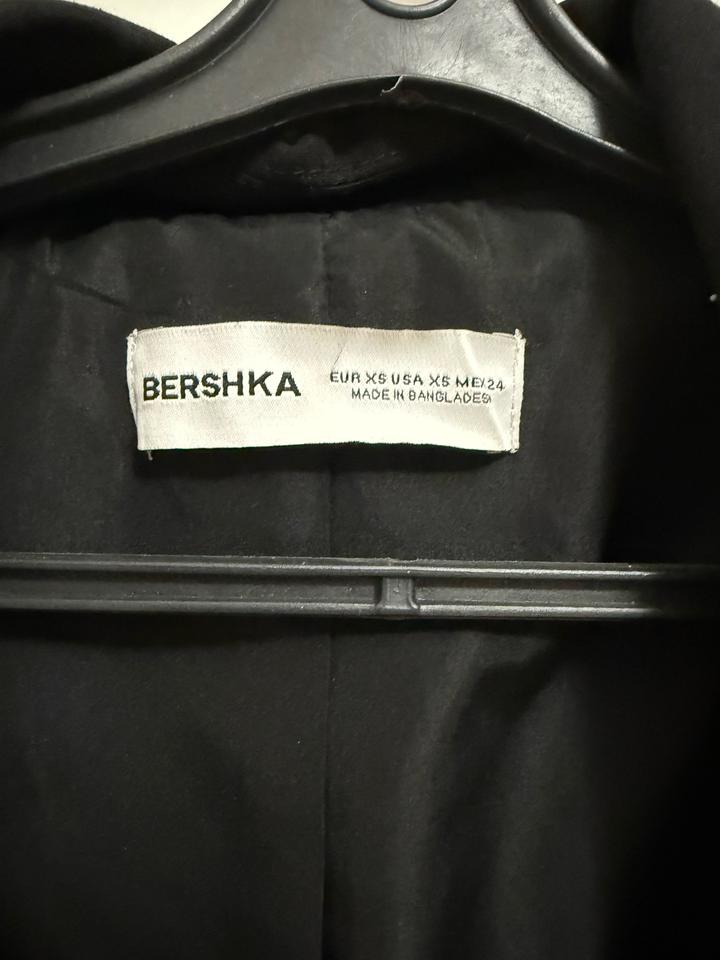 BERSHKA
EUR XS USA XS MEX 24
MADE IN BANGLADESH